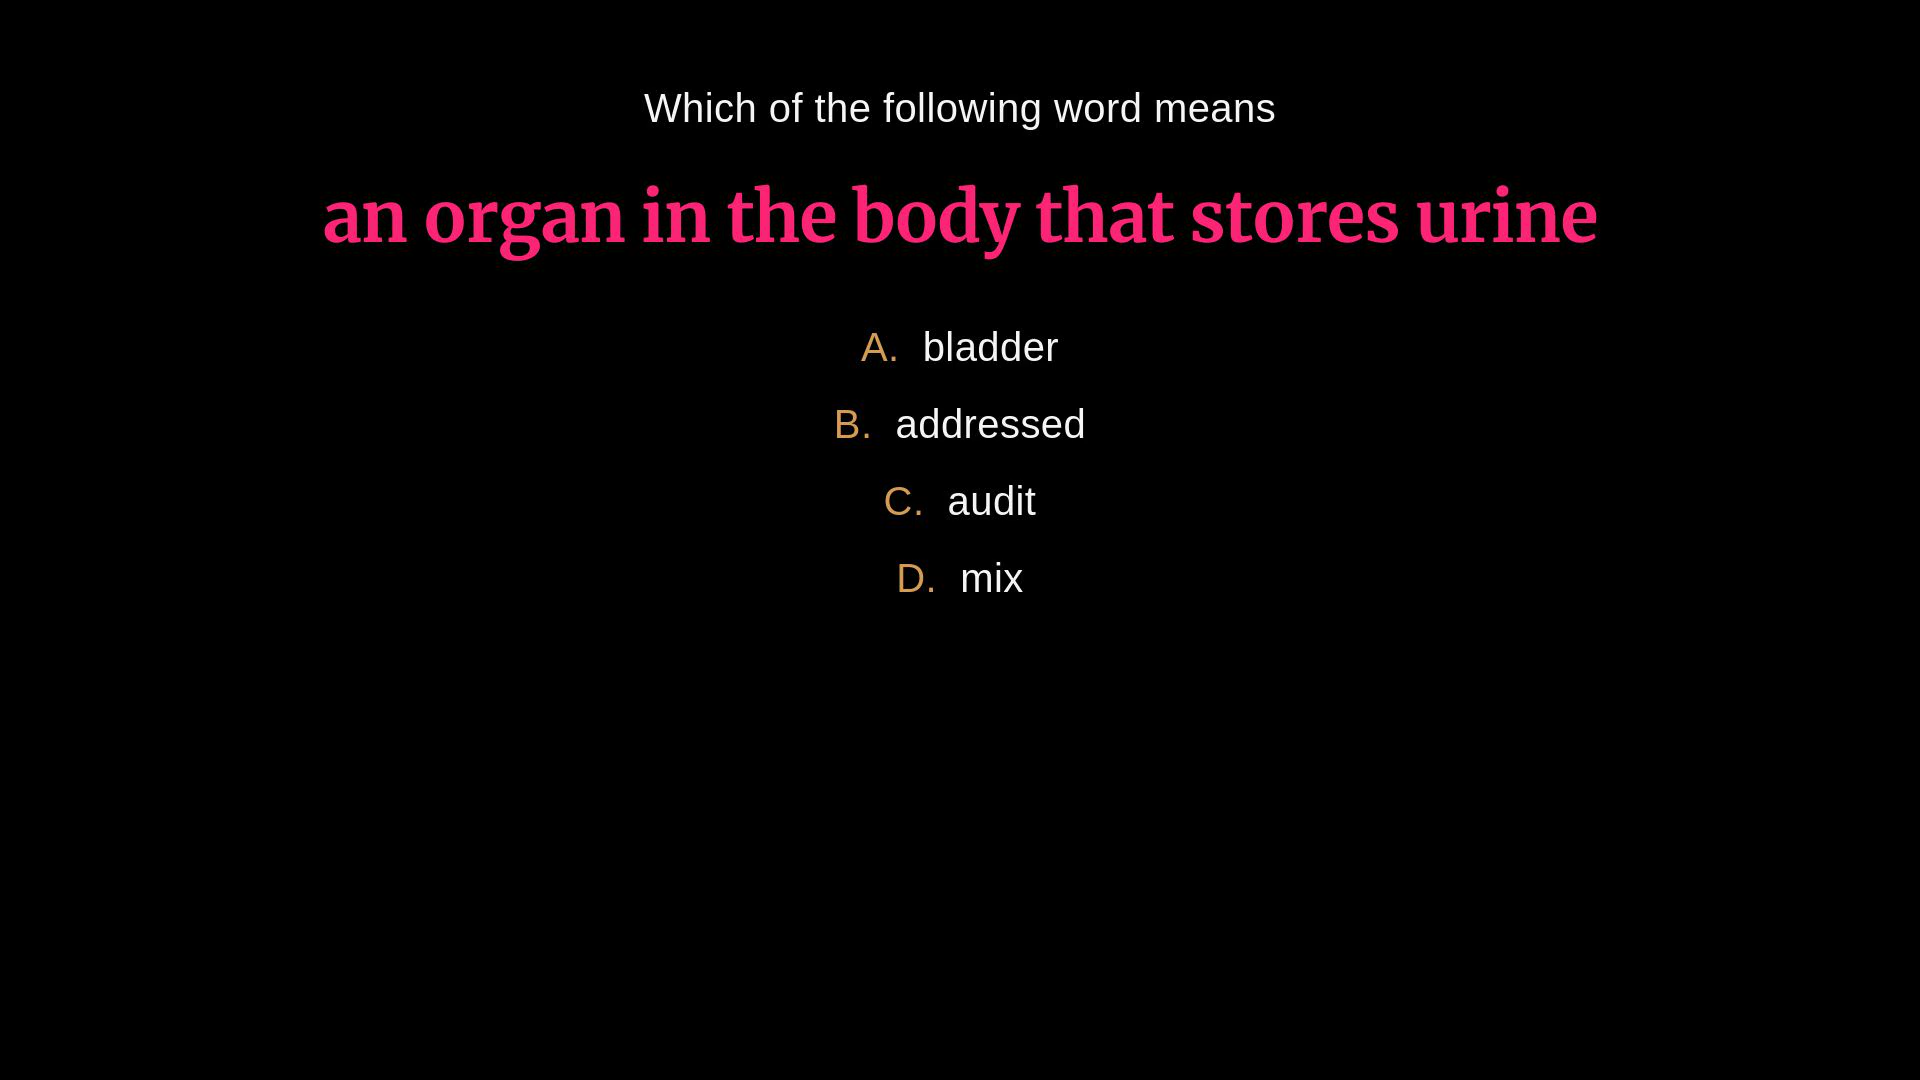 Which of the following word means
an organ in the body that stores urine
A. bladder
B. addressed
C. audit
D. mix